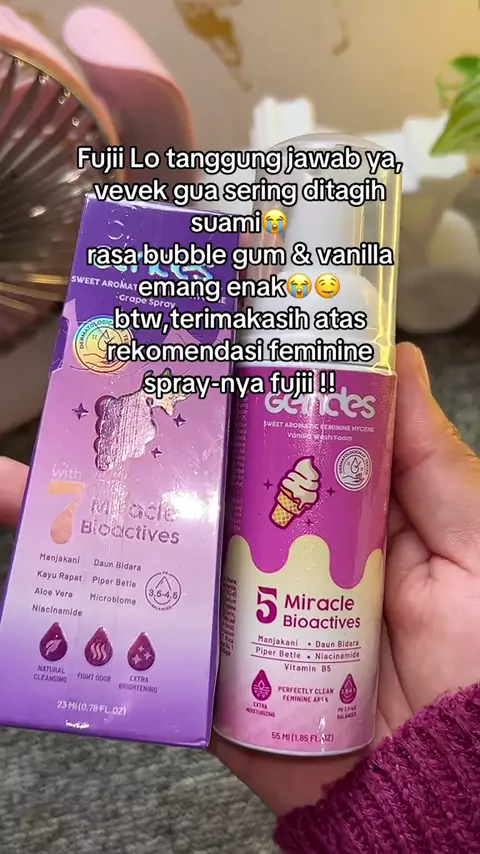 Fujii Lo tanggung jawab ya,
vevek gua sering ditagih
suami😭
rasa bubble gum & vanilla
emang enak😭🤤
btw,terimakasih atas
rekomendasi feminine
spray-nya fujii !!
SWEET AROMAT
Grape Spray
with
7 Miracle
Bioactives
Manjakani
Daun Bidara
Kayu Rapat
Piper Betle
Aloe Vera
Microbiome
Niacinamide
3,5-4,5
NATURAL
CLEANSING
FIGHT ODOR
EXTRA
BRIGHTENING
23 Ml (0,78 FL.OZ)
SWEET AROMATIC FEMININE HYGIENE
Vanilla Wash Foam
5 Miracle
Bioactives
Manjakani • Daun Bidara
Piper Betle • Niacinamide
Vitamin B5
EXTRA
MOISTURIZING
PERFECTLY CLEAN
FEMININE AREA
BALANCED
55 Ml (1,85 FL.OZ)